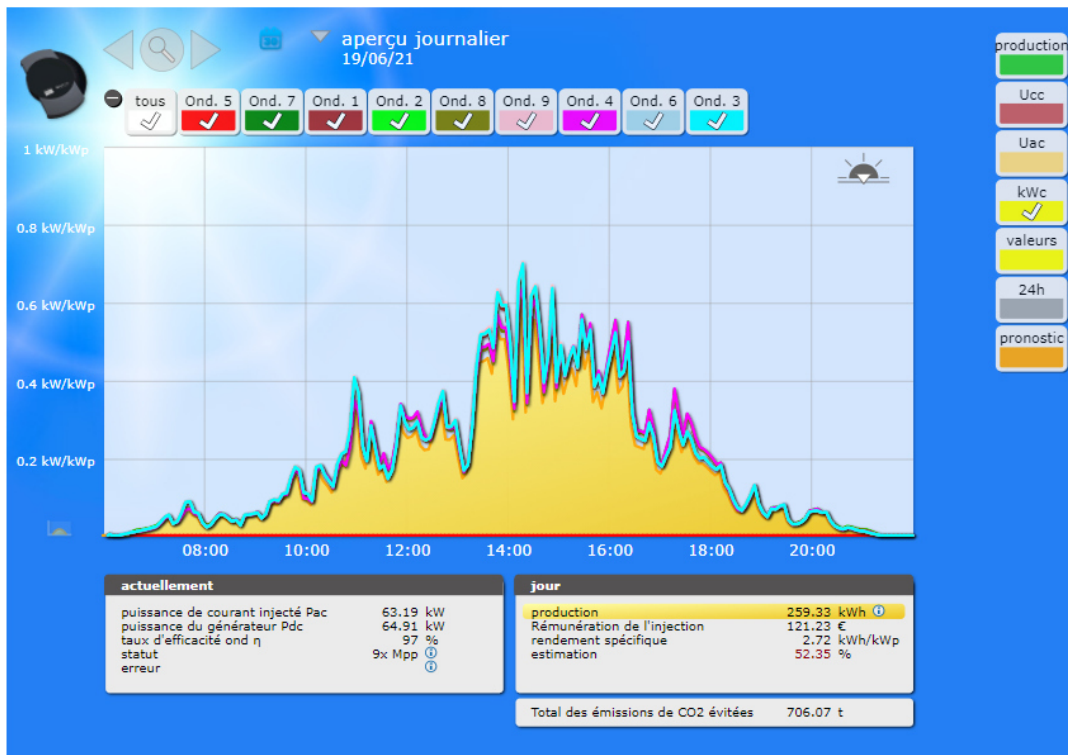 aperçu journalier
19/06/21
tous
Ond. 5
Ond. 7
Ond. 1
Ond. 2
Ond. 8
Ond. 9
Ond. 4
Ond. 6
Ond. 3
production
Ucc
Uac
kWc
valeurs
24h
pronostic
1 kW/kWp
0.8 kW/kWp
0.6 kW/kWp
0.4 kW/kWp
0.2 kW/kWp
08:00
10:00
12:00
14:00
16:00
18:00
20:00
actuellement
puissance de courant injecté Pac 63.19 kW
puissance du générateur Pdc 64.91 kW
taux d'efficacité ond η 97 %
statut 9x Mpp
erreur
jour
production 259.33 kWh
Rémunération de l'injection 121.23 €
rendement spécifique 2.72 kWh/kWp
estimation 52.35 %
Total des émissions de CO2 évitées 706.07 t